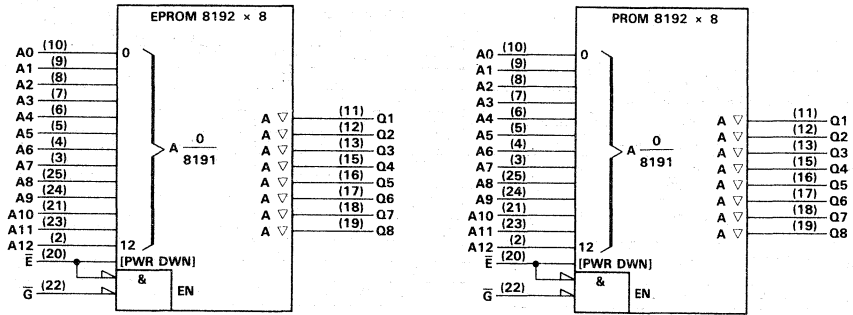 EPROM 8192 × 8
A0 (10) 0
A1 (9)
A2 (8)
A3 (7)
A4 (6) A ▽ (11) Q1
A5 (5) A ▽ (12) Q2
A6 (4) A 0/8191 A ▽ (13) Q3
A7 (3) A ▽ (15) Q4
A8 (25) A ▽ (16) Q5
A9 (24) A ▽ (17) Q6
A10 (21) A ▽ (18) Q7
A11 (23) A ▽ (19) Q8
A12 (2) 12
E̅ (20) [PWR DWN]
&
G̅ (22) EN
PROM 8192 × 8
A0 (10) 0
A1 (9)
A2 (8)
A3 (7)
A4 (6) A ▽ (11) Q1
A5 (5) A ▽ (12) Q2
A6 (4) A 0/8191 A ▽ (13) Q3
A7 (3) A ▽ (15) Q4
A8 (25) A ▽ (16) Q5
A9 (24) A ▽ (17) Q6
A10 (21) A ▽ (18) Q7
A11 (23) A ▽ (19) Q8
A12 (2) 12
E̅ (20) [PWR DWN]
&
G̅ (22) EN